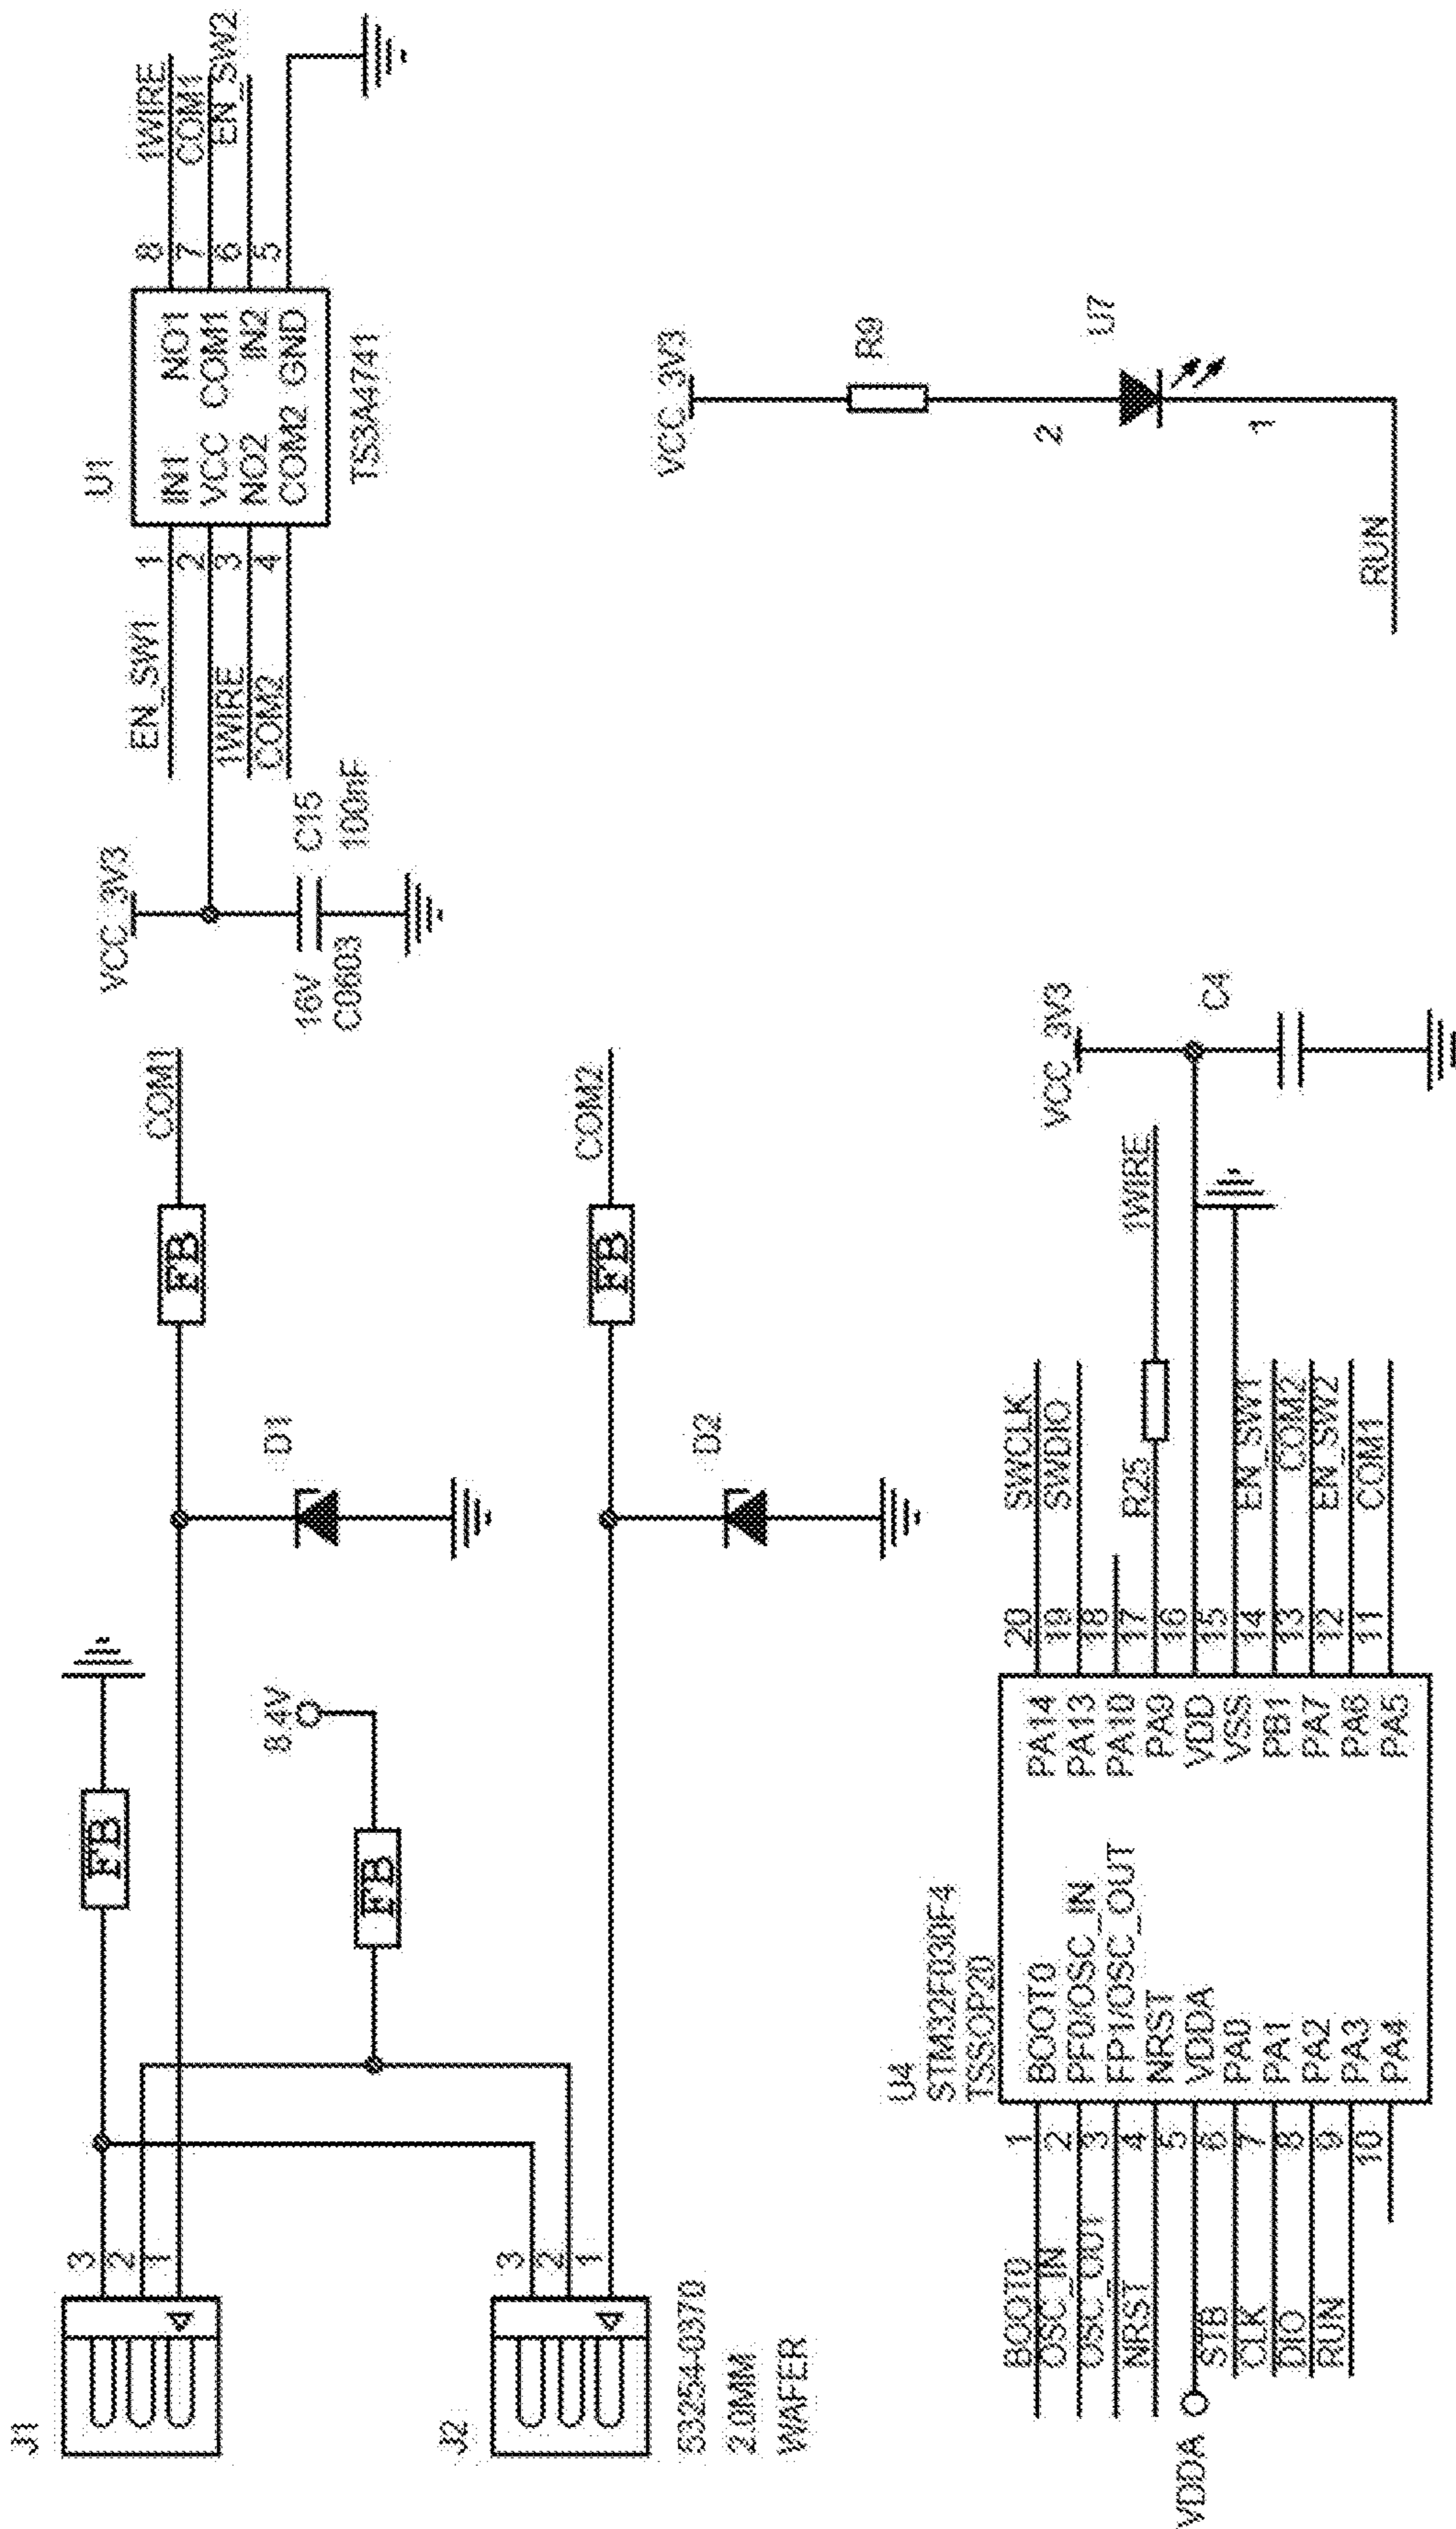 J1
3
2
1
FB
FB
8.4V
D1
FB
COM1
J2
3
2
1
53254-0370
2.0MM
WAFER
D2
FB
COM2
VCC_3V3
16V
C0603
C15
100nF
U1
EN_SW1
1WIRE
COM2
1
2
3
4
IN1
VCC
NO2
COM2
NO1
COM1
IN2
GND
8
7
6
5
1WIRE
COM1
EN_SW2
TS3A4741
VCC_3V3
R9
2
U7
1
RUN
U4
STM32F030F4
TSSOP20
BOOT0
OSC_IN
OSC_OUT
NRST
VDDA
STB
CLK
DIO
RUN
1
2
3
4
5
6
7
8
9
10
BOOT0
PF0/OSC_IN
FP1/OSC_OUT
NRST
VDDA
PA0
PA1
PA2
PA3
PA4
PA14
PA13
PA10
PA9
VDD
VSS
PB1
PA7
PA6
PA5
20
19
18
17
16
15
14
13
12
11
SWCLK
SWDIO
R25
1WIRE
EN_SW1
COM2
EN_SW2
COM1
VCC_3V3
C4